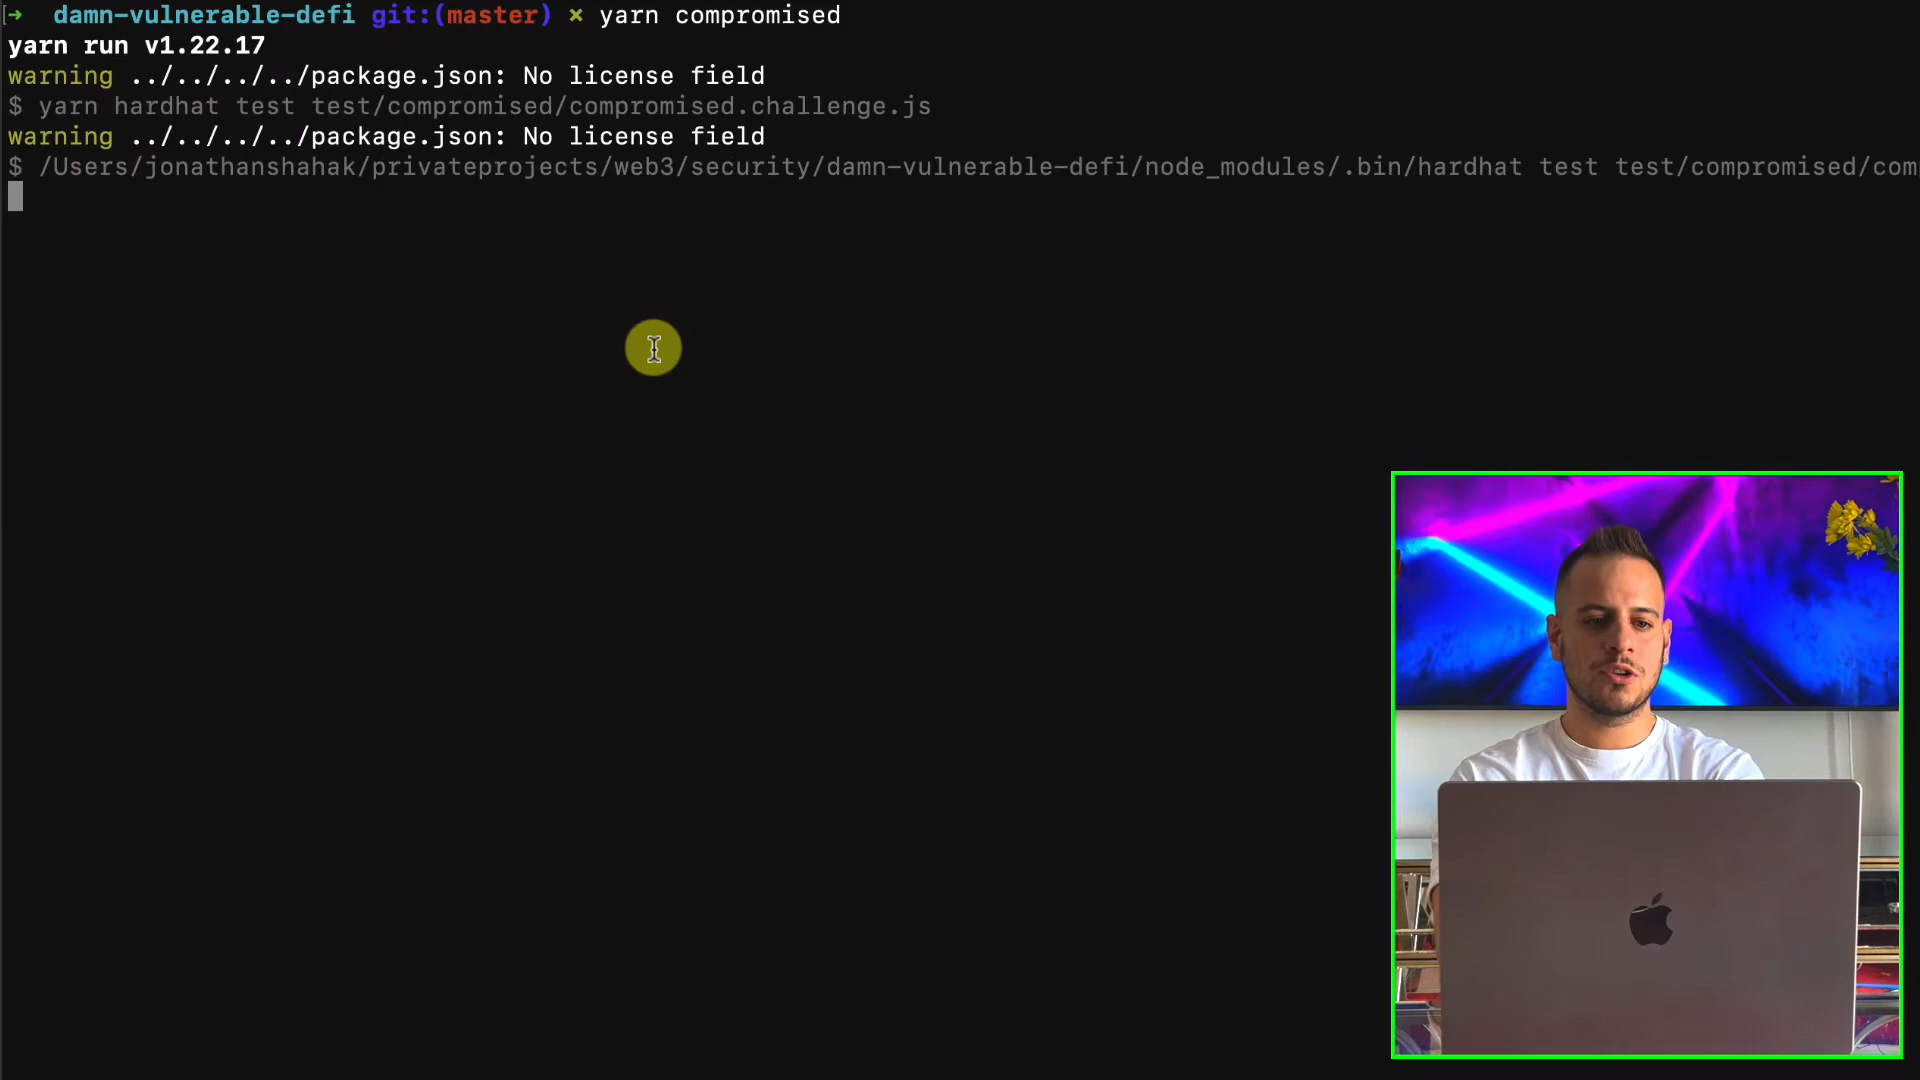 ➜ damn-vulnerable-defi git:(master) × yarn compromised
yarn run v1.22.17
warning ../../../../package.json: No license field
$ yarn hardhat test test/compromised/compromised.challenge.js
warning ../../../../package.json: No license field
$ /Users/jonathanshahak/privateprojects/web3/security/damn-vulnerable-defi/node_modules/.bin/hardhat test test/compromised/com